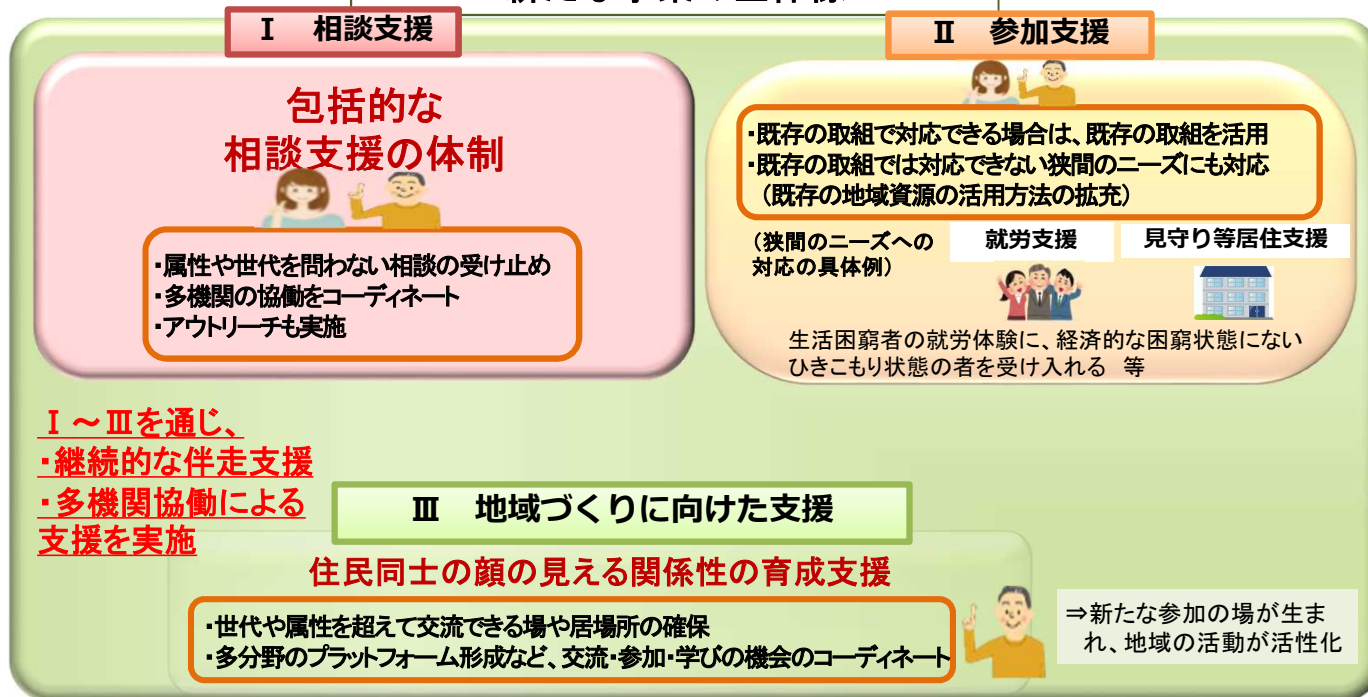 Ⅰ 相談支援
包括的な
相談支援の体制
・属性や世代を問わない相談の受け止め
・多機関の協働をコーディネート
・アウトリーチも実施
Ⅱ 参加支援
・既存の取組で対応できる場合は、既存の取組を活用
・既存の取組では対応できない狭間のニーズにも対応
（既存の地域資源の活用方法の拡充）
（狭間のニーズへの
対応の具体例）
就労支援
見守り等居住支援
生活困窮者の就労体験に、経済的な困窮状態にない
ひきこもり状態の者を受け入れる 等
Ⅰ～Ⅲを通じ、
・継続的な伴走支援
・多機関協働による
支援を実施
Ⅲ 地域づくりに向けた支援
住民同士の顔の見える関係性の育成支援
・世代や属性を超えて交流できる場や居場所の確保
・多分野のプラットフォーム形成など、交流・参加・学びの機会のコーディネート
⇒新たな参加の場が生ま
れ、地域の活動が活性化